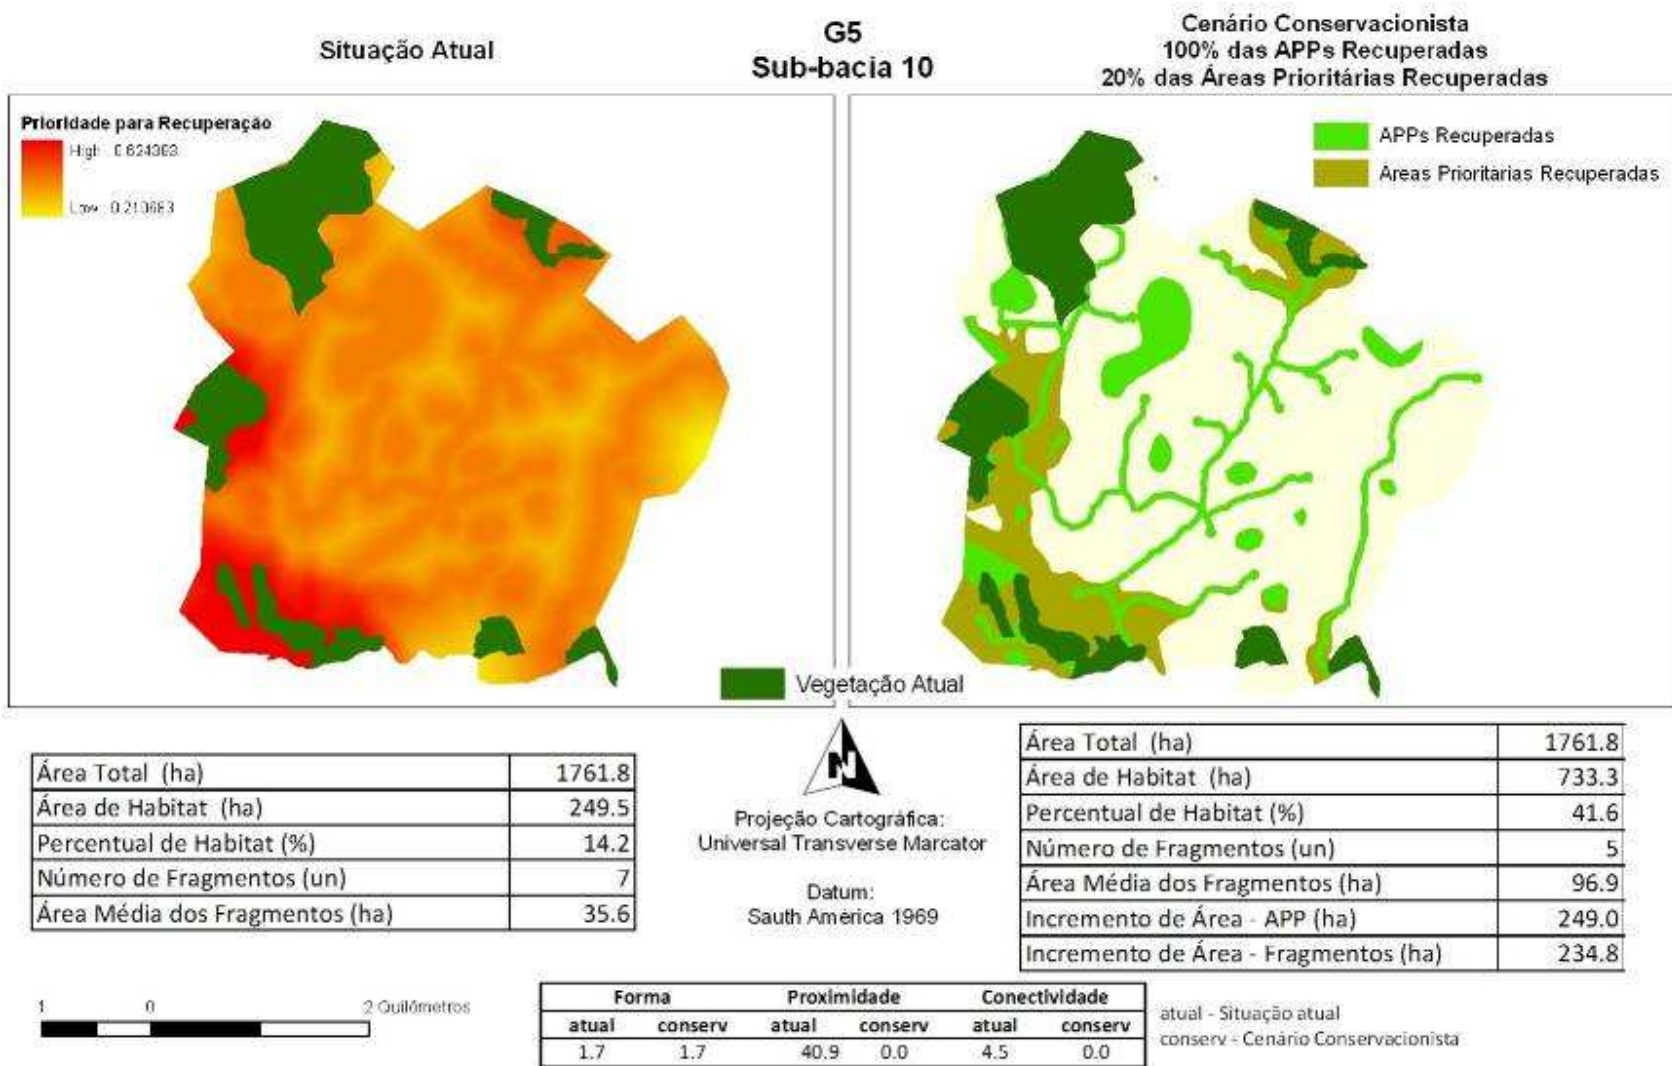 Situação Atual
G5
Sub-bacia 10
Cenário Conservacionista
100% das APPs Recuperadas
20% das Áreas Prioritárias Recuperadas
Prioridade para Recuperação
High : 0.624363
Low : 0.210683
APPs Recuperadas
Areas Prioritárias Recuperadas
Vegetação Atual
Área Total (ha) 1761.8
Área de Habitat (ha) 249.5
Percentual de Habitat (%) 14.2
Número de Fragmentos (un) 7
Área Média dos Fragmentos (ha) 35.6
N
Projeção Cartográfica:
Universal Transverse Marcator
Datum:
Sauth America 1969
Área Total (ha) 1761.8
Área de Habitat (ha) 733.3
Percentual de Habitat (%) 41.6
Número de Fragmentos (un) 5
Área Média dos Fragmentos (ha) 96.9
Incremento de Área - APP (ha) 249.0
Incremento de Área - Fragmentos (ha) 234.8
1 0 2 Quilômetros
Forma Proximidade Conectividade
atual conserv atual conserv atual conserv
1.7 1.7 40.9 0.0 4.5 0.0
atual - Situação atual
conserv - Cenário Conservacionista